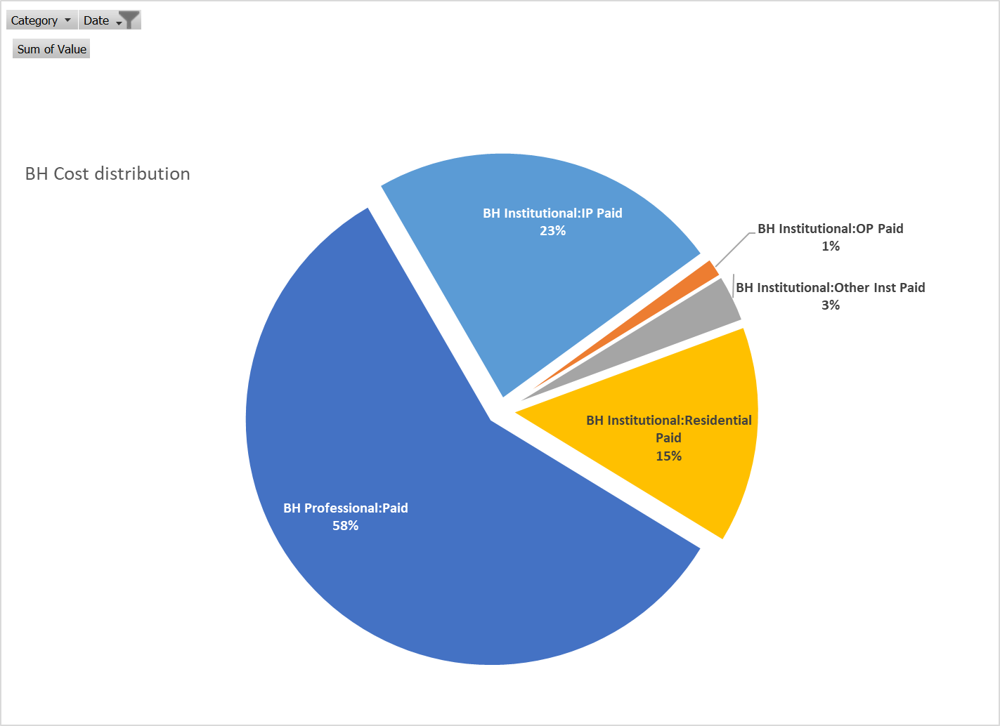 Category
Date
Sum of Value
BH Cost distribution
BH Institutional:IP Paid
23%
BH Institutional:OP Paid
1%
BH Institutional:Other Inst Paid
3%
BH Institutional:Residential
Paid
15%
BH Professional:Paid
58%